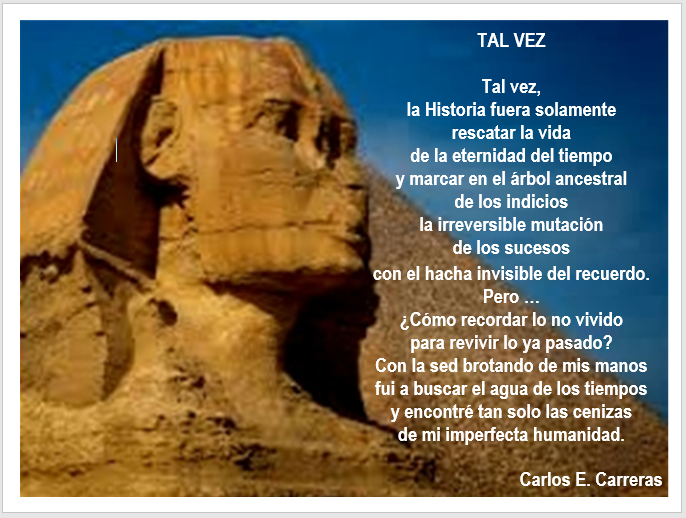 TAL VEZ
Tal vez,
la Historia fuera solamente
rescatar la vida
de la eternidad del tiempo
y marcar en el árbol ancestral
de los indicios
la irreversible mutación
de los sucesos
con el hacha invisible del recuerdo.
Pero ...
¿Cómo recordar lo no vivido
para revivir lo ya pasado?
Con la sed brotando de mis manos
fui a buscar el agua de los tiempos
y encontré tan solo las cenizas
de mi imperfecta humanidad.
Carlos E. Carreras